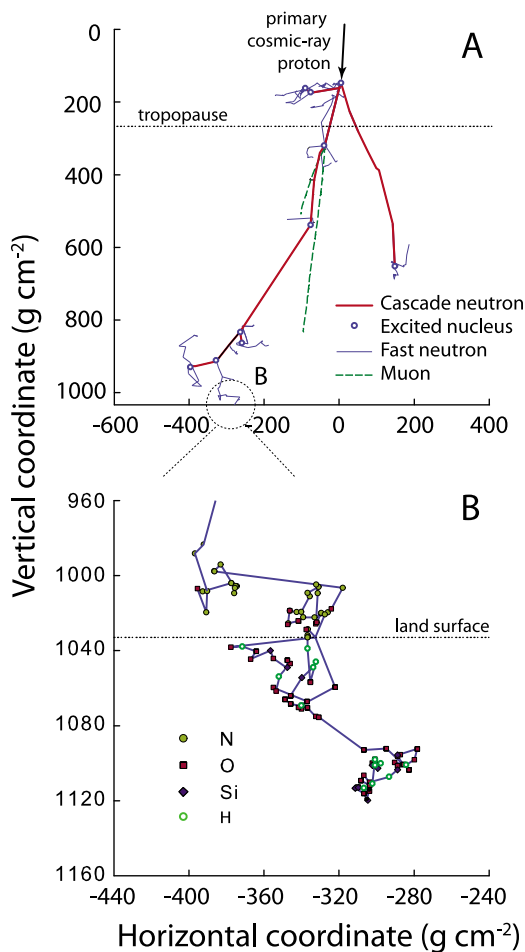 primary
cosmic-ray
proton
A
0
tropopause
200
400
600
800
1000
Cascade neutron
Excited nucleus
Fast neutron
Muon
B
-600 -400 -200 0 200 400
Vertical coordinate (g cm-2)
B
960
1000
land surface
1040
1080
1120
1160
N
O
Si
H
-440 -400 -360 -320 -280 -240
Horizontal coordinate (g cm-2)